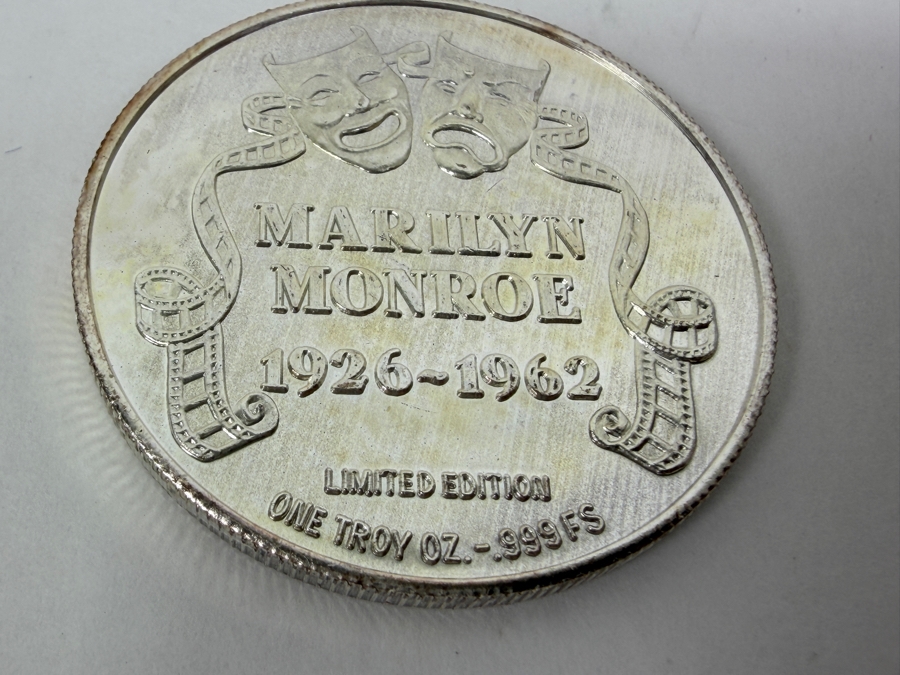 MARILYN
MONROE
1926~1962
LIMITED EDITION
ONE TROY OZ.-.999 FS